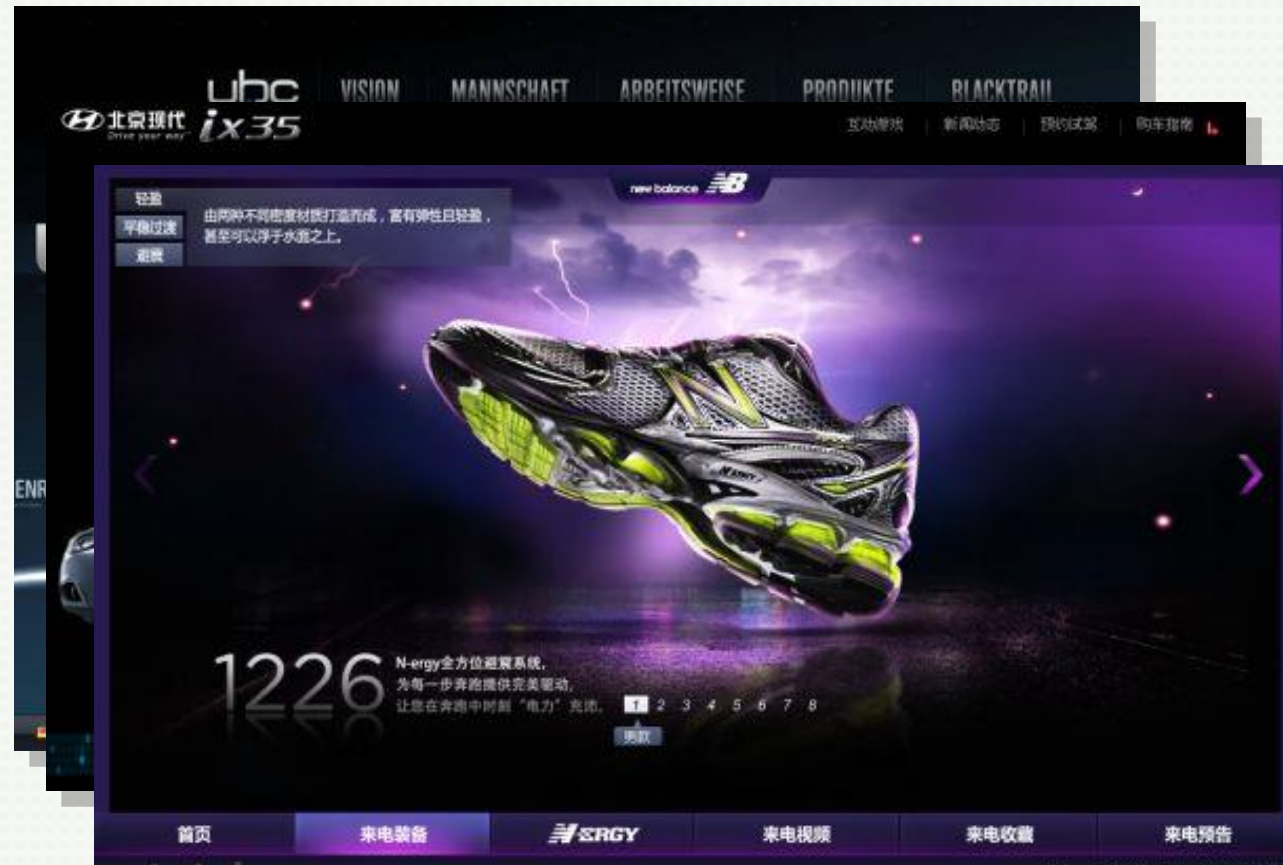 ubc
VISION MANNSCHAFT ARBEITSWEISE PRODUKTE BLACKTRAIL
北京现代
Drive your way
ix35
互动游戏 新闻动态 预约试驾 购车指南
new balance NB
轻盈
平稳过渡
避震
由两种不同密度材质打造而成，富有弹性且轻盈，
甚至可以浮于水面之上。
N-ERGY
1226
N-ergy全方位避震系统，
为每一步奔跑提供完美驱动，
让您在奔跑中时刻“电力”充沛。
1 2 3 4 5 6 7 8
男款
首页 来电装备 N-ERGY 来电视频 来电收藏 来电预告